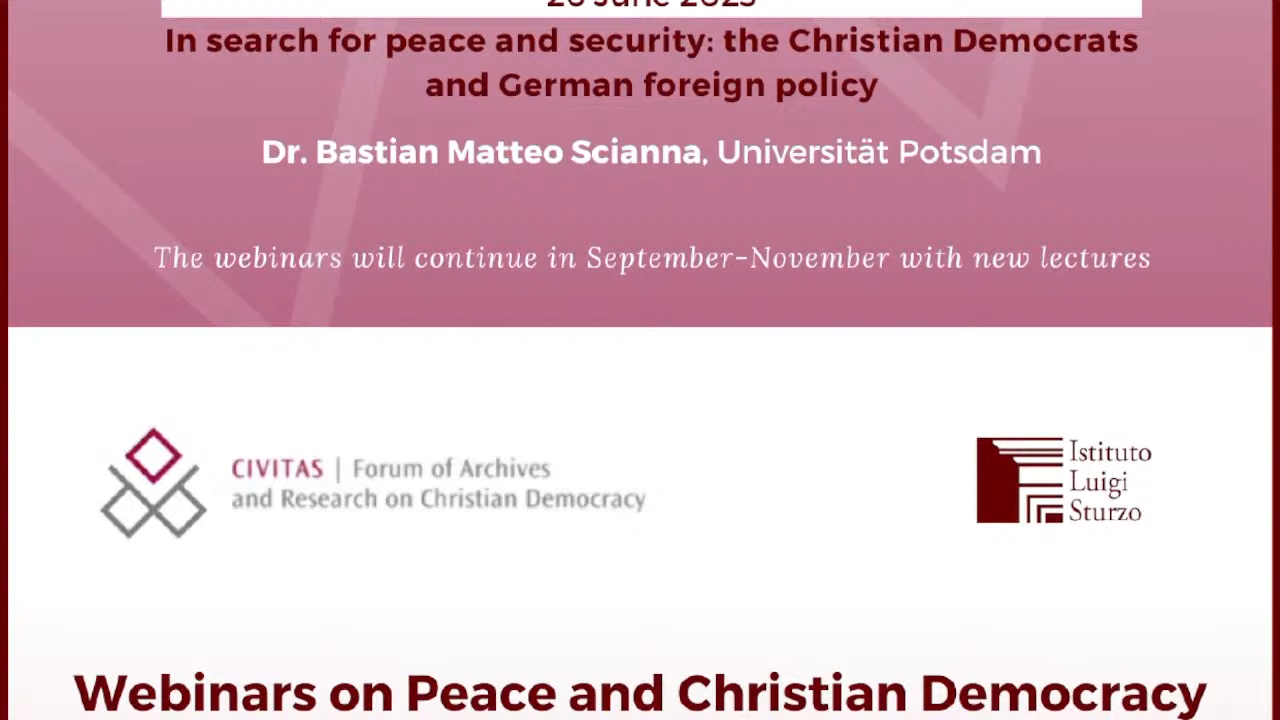 June 2023
In search for peace and security: the Christian Democrats
and German foreign policy
Dr. Bastian Matteo Scianna, Universität Potsdam
The webinars will continue in September-November with new lectures
CIVITAS | Forum of Archives
and Research on Christian Democracy
Istituto
Luigi
Sturzo
Webinars on Peace and Christian Democracy